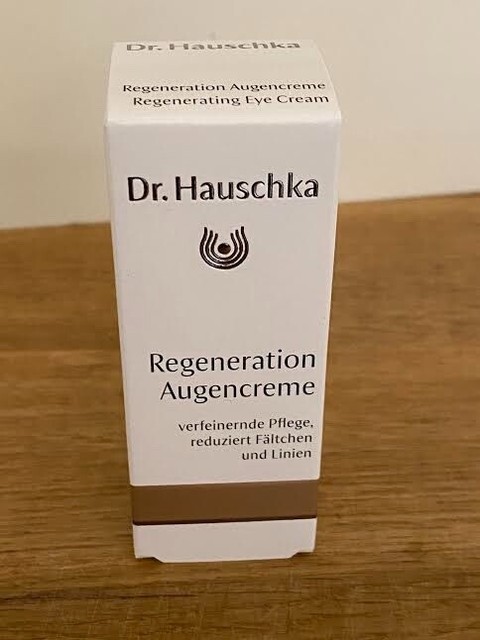 Dr. Hauschka
Regeneration Augencreme
Regenerating Eye Cream
Dr. Hauschka
Regeneration
Augencreme
verfeinernde Pflege,
reduziert Fältchen
und Linien